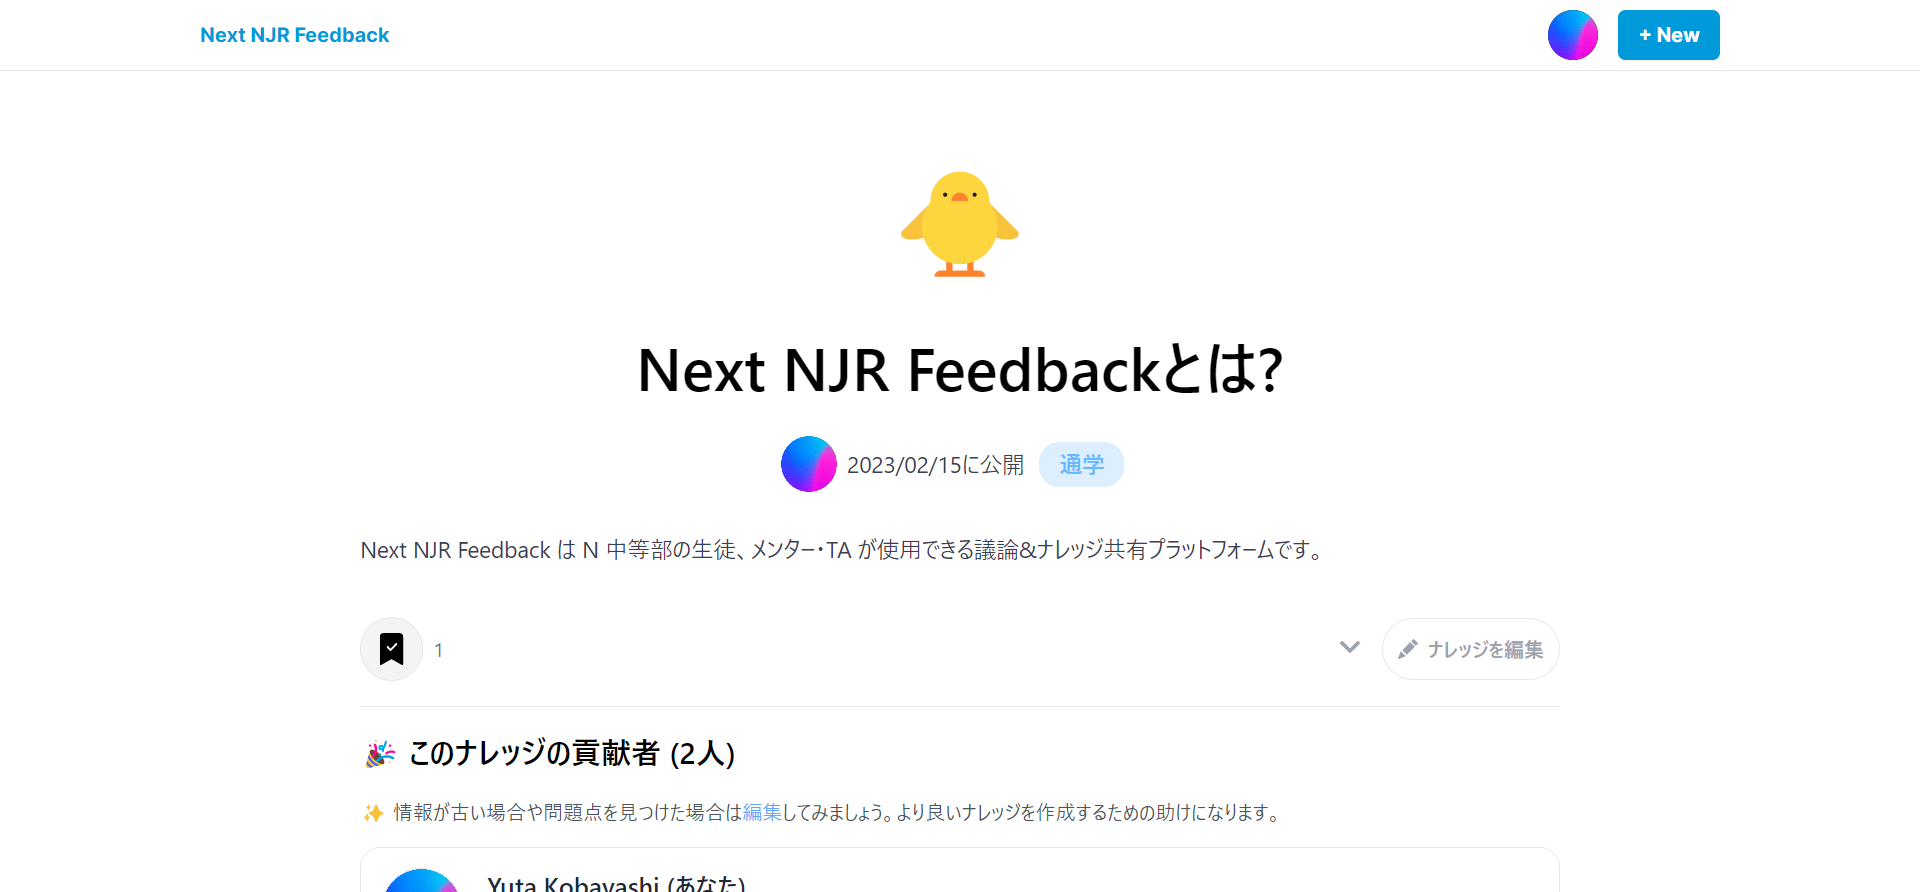 Next NJR Feedback
+ New
Next NJR Feedbackとは?
2023/02/15に公開 通学
Next NJR Feedback は N 中等部の生徒、メンター・TA が使用できる議論&ナレッジ共有プラットフォームです。
1
ナレッジを編集
🎉 このナレッジの貢献者 (2人)
✨ 情報が古い場合や問題点を見つけた場合は編集してみましょう。より良いナレッジを作成するための助けになります。
Yuta Kobayashi (あなた)